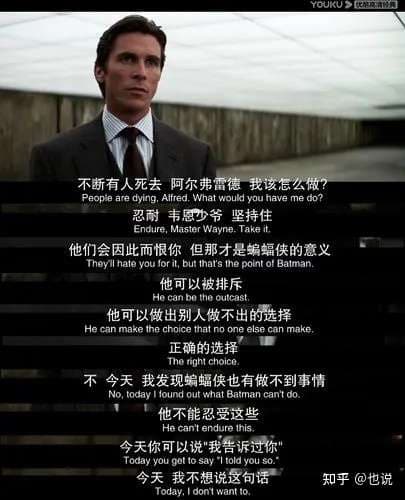 YOUKU 优酷高清经典
不断有人死去 阿尔弗雷德 我该怎么做?
People are dying, Alfred. What would you have me do?
忍耐 韦恩少爷 坚持住
Endure, Master Wayne. Take it.
他们会因此而恨你 但那才是蝙蝠侠的意义
They'll hate you for it, but that's the point of Batman.
他可以被排斥
He can be the outcast.
他可以做出别人做不出的选择
He can make the choice that no one else can make.
正确的选择
The right choice.
不 今天 我发现蝙蝠侠也有做不到事情
No, today I found out what Batman can't do.
他不能忍受这些
He can't endure this.
今天你可以说"我告诉过你"
Today you get to say "I told you so."
今天 我不想说这句话
Today, I don't want to.
知乎 @也说